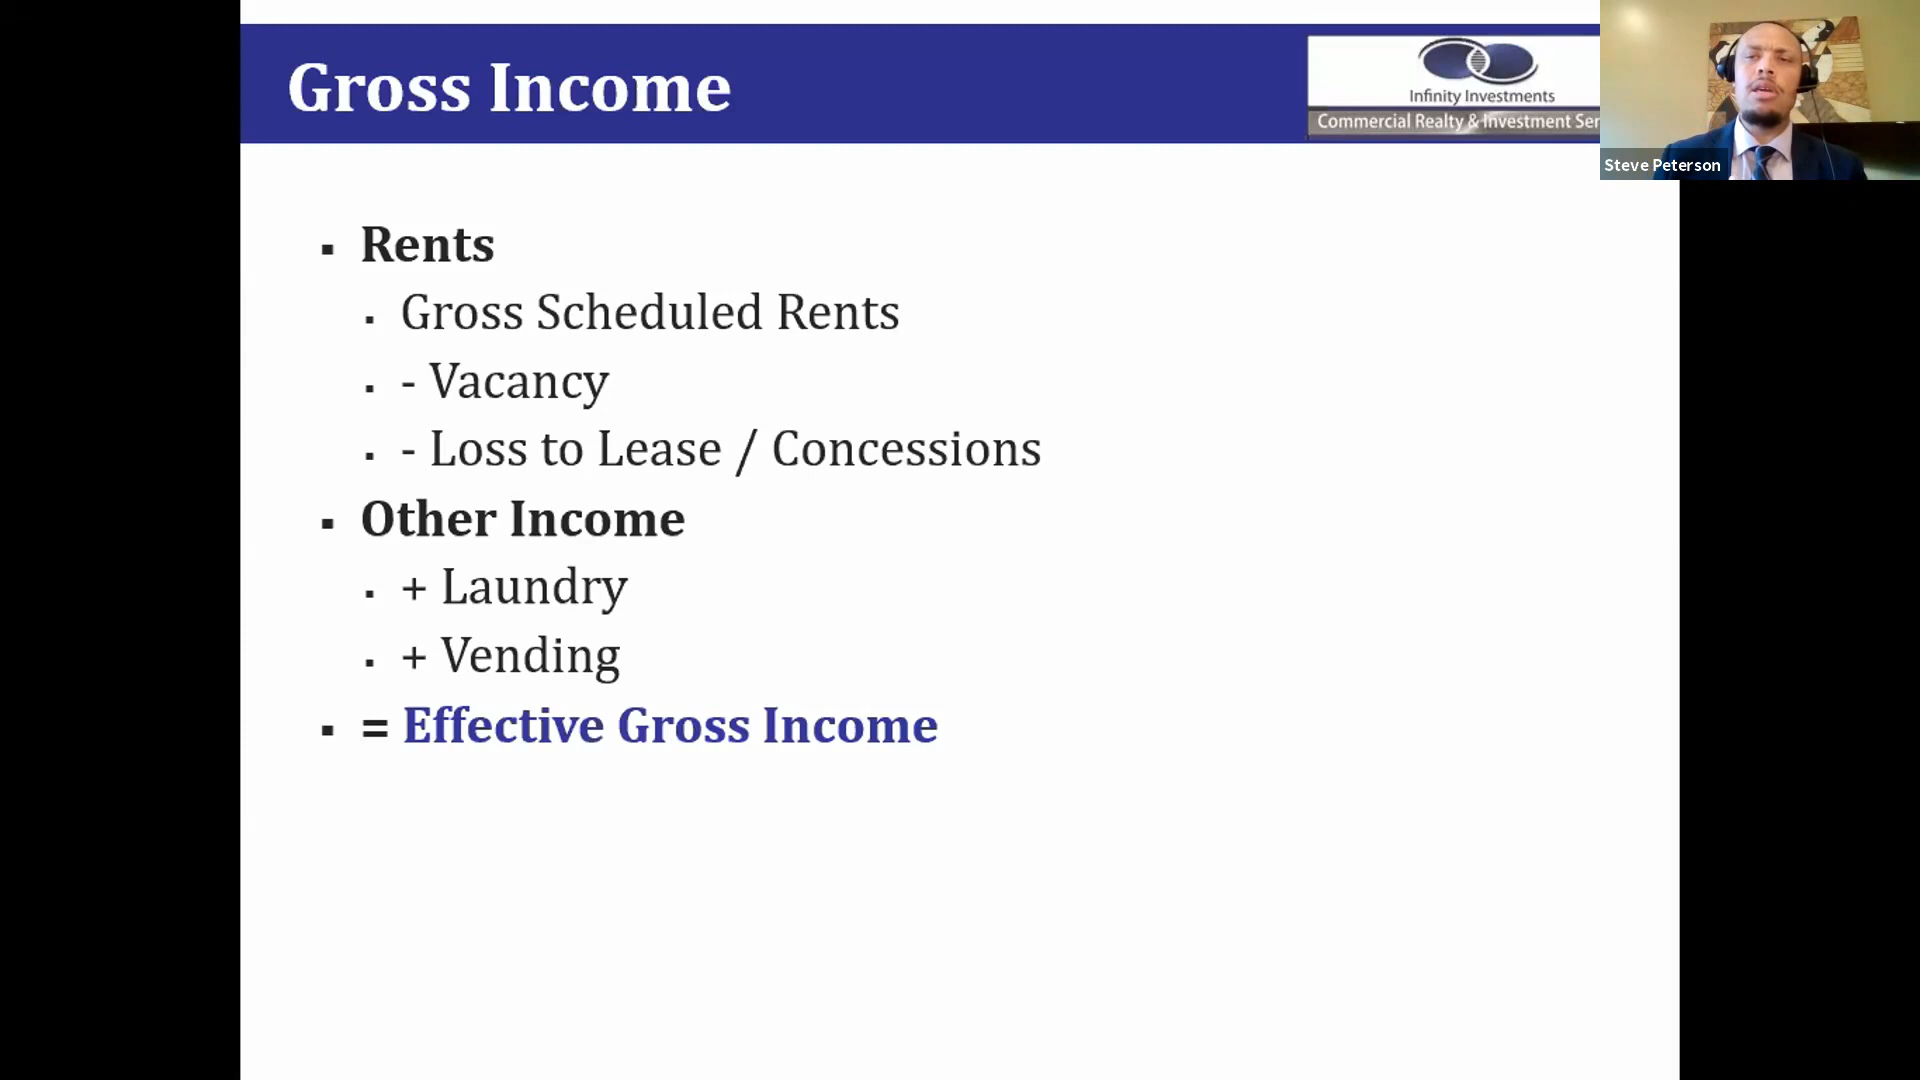 Gross Income
Infinity Investments
Commercial Realty & Investment Ser
Steve Peterson
▪ Rents
▪ Gross Scheduled Rents
▪ - Vacancy
▪ - Loss to Lease / Concessions
▪ Other Income
▪ + Laundry
▪ + Vending
▪ = Effective Gross Income